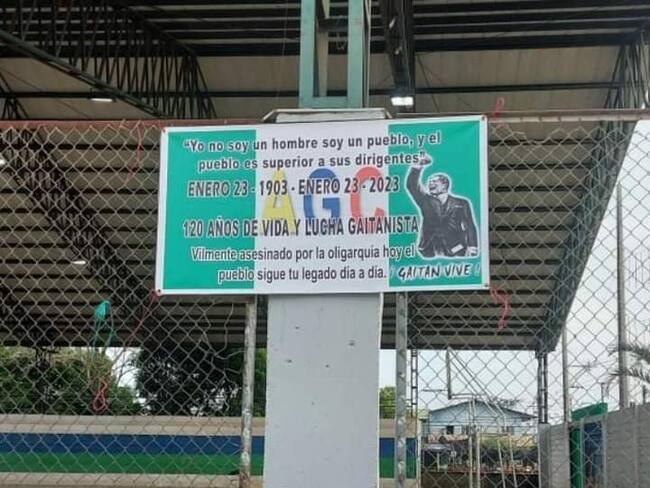 "Yo no soy un hombre soy un pueblo, y el
pueblo es superior a sus dirigentes"
ENERO 23 - 1903 - ENERO 23 - 2023
AGC
120 AÑOS DE VIDA Y LUCHA GAITANISTA
Vilmente asesinado por la oligarquia hoy el
pueblo sigue tu legado día a día.
¡ GAITAN VIVE !